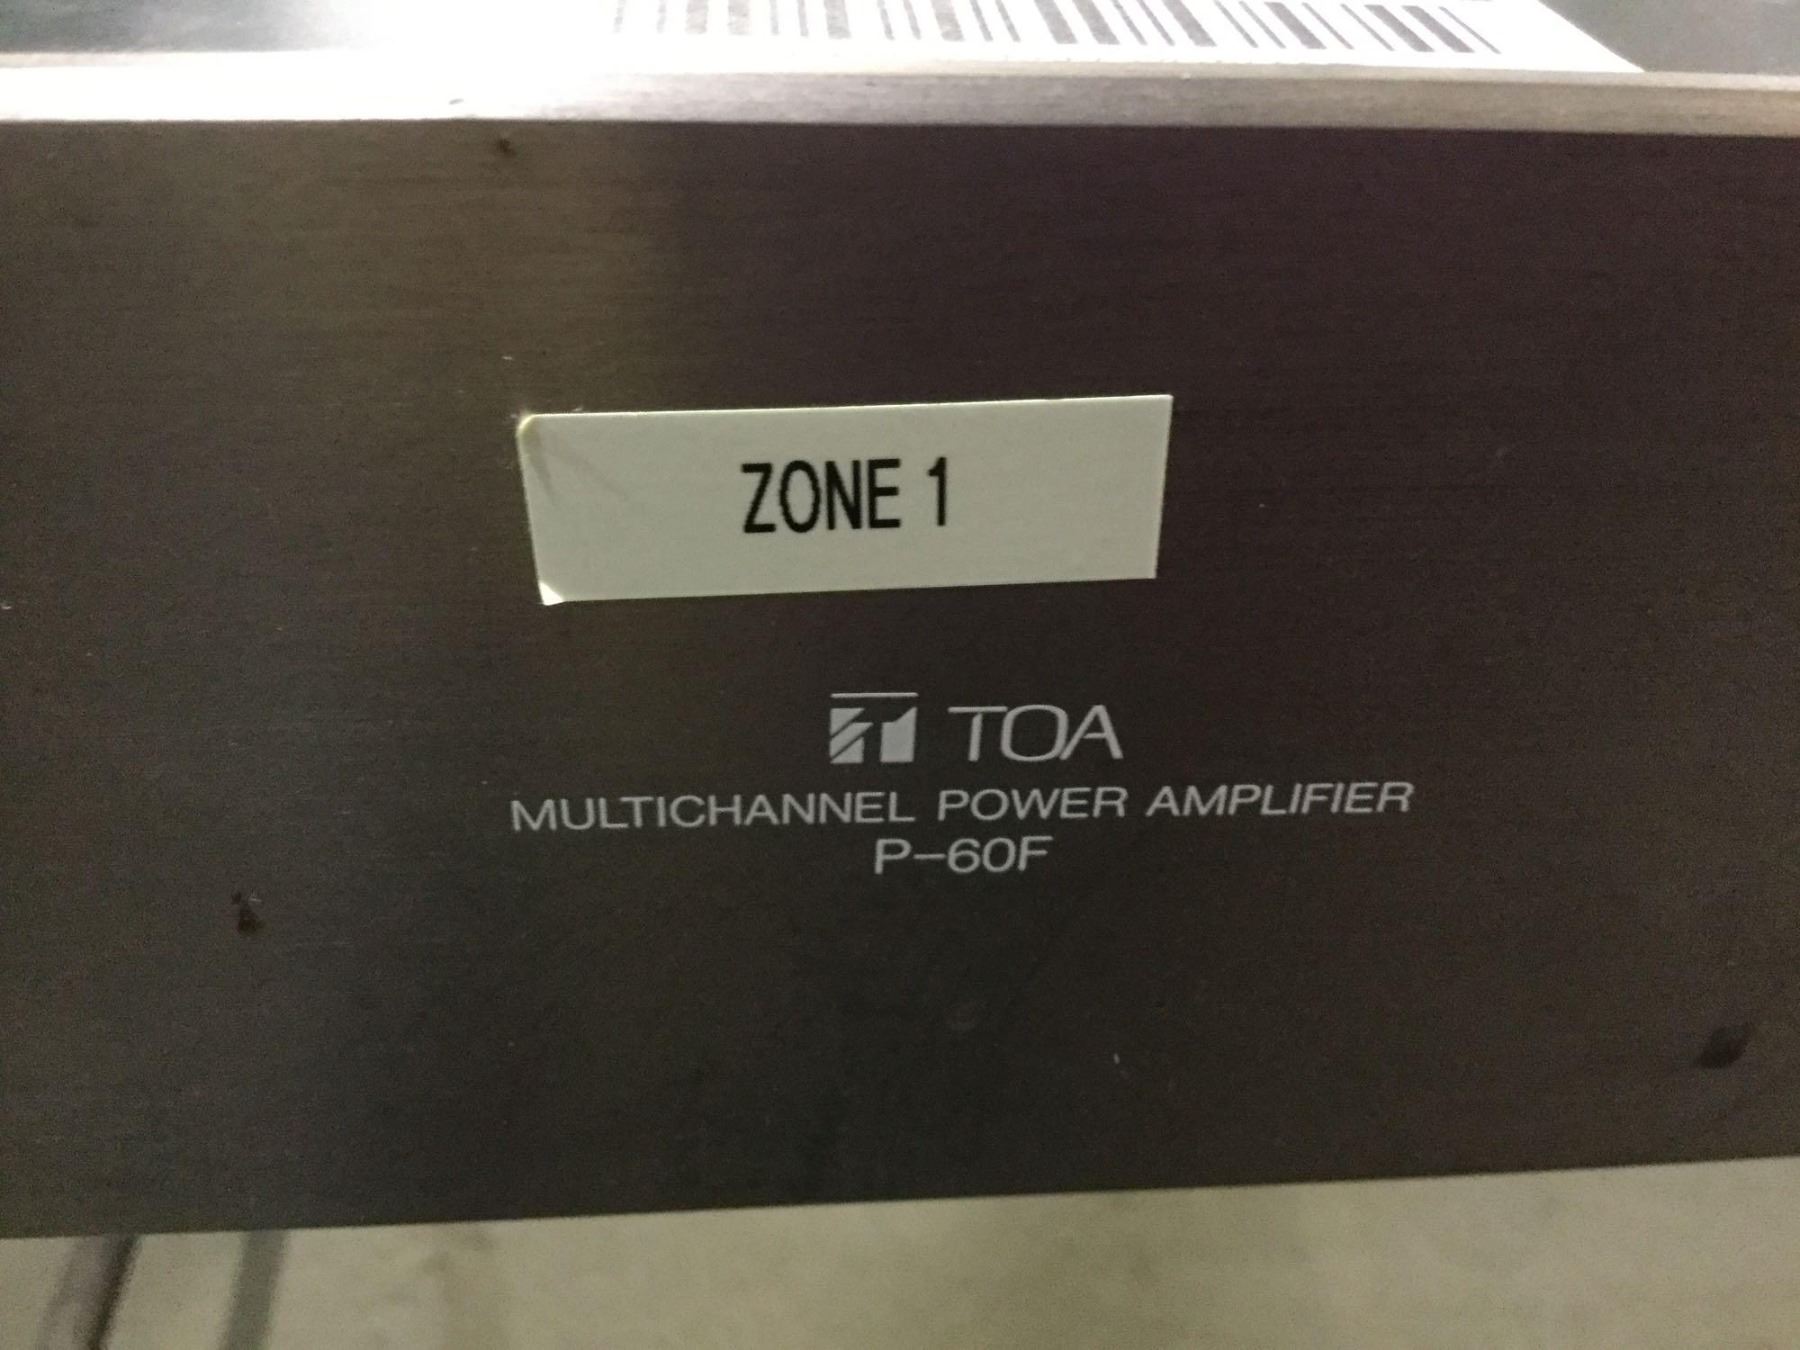 ZONE 1
TOA
MULTICHANNEL POWER AMPLIFIER
P-60F